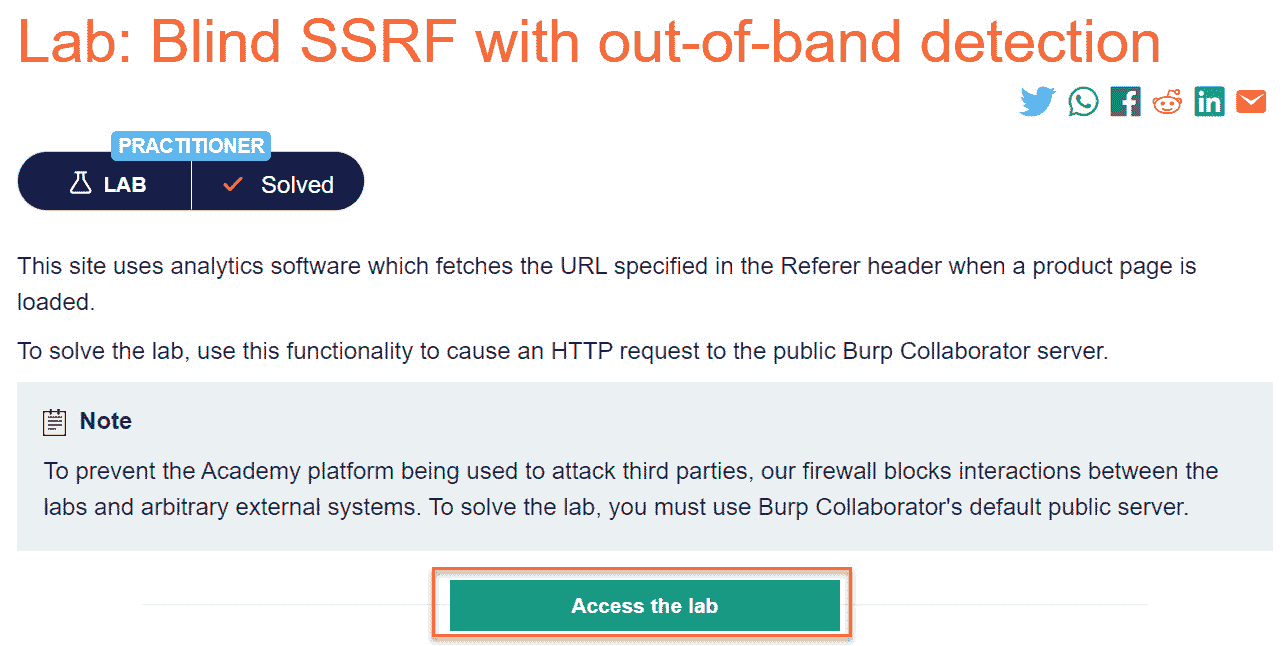 Lab: Blind SSRF with out-of-band detection
PRACTITIONER
LAB Solved
This site uses analytics software which fetches the URL specified in the Referer header when a product page is
loaded.
To solve the lab, use this functionality to cause an HTTP request to the public Burp Collaborator server.
Note
To prevent the Academy platform being used to attack third parties, our firewall blocks interactions between the
labs and arbitrary external systems. To solve the lab, you must use Burp Collaborator's default public server.
Access the lab